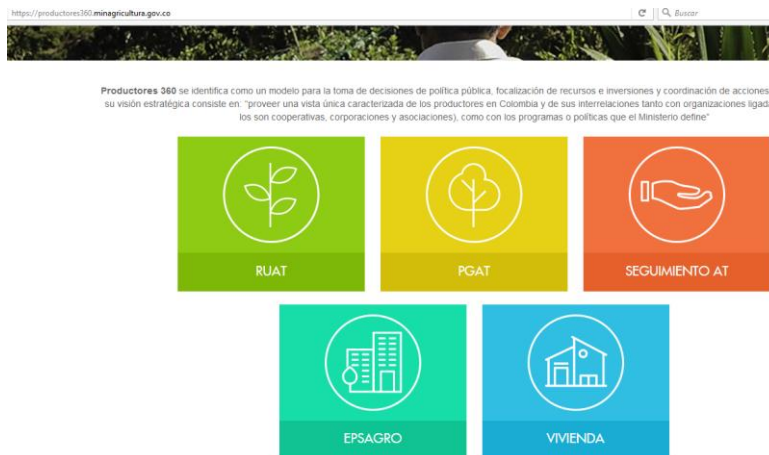 https://productores360.minagricultura.gov.co
Buscar
Productores 360 se identifica como un modelo para la toma de decisiones de política pública, focalización de recursos e inversiones y coordinación de acciones
su visión estratégica consiste en: "proveer una vista única caracterizada de los productores en Colombia y de sus interrelaciones tanto con organizaciones ligad
los son cooperativas, corporaciones y asociaciones), como con los programas o políticas que el Ministerio define"
RUAT
PGAT
SEGUIMIENTO AT
EPSAGRO
VIVIENDA